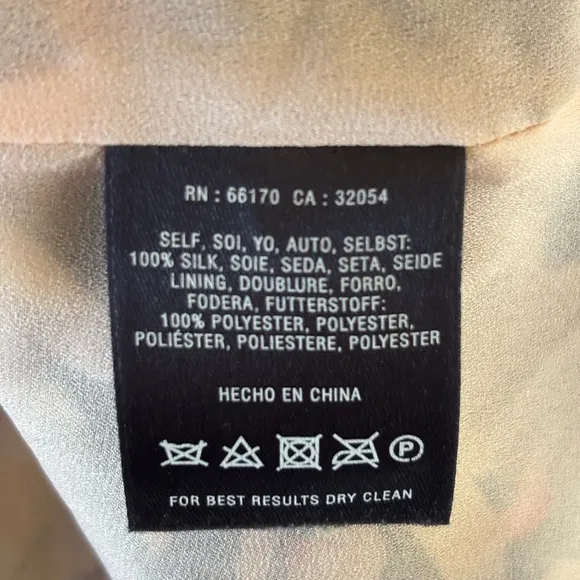 RN : 66170 CA : 32054
SELF, SOI, YO, AUTO, SELBST:
100% SILK, SOIE, SEDA, SETA, SEIDE
LINING, DOUBLURE, FORRO,
FODERA, FUTTERSTOFF:
100% POLYESTER, POLYESTER,
POLIÉSTER, POLIESTERE, POLYESTER
HECHO EN CHINA
P
FOR BEST RESULTS DRY CLEAN